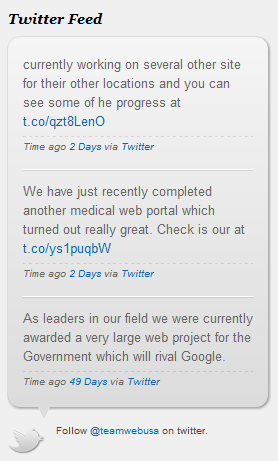 Twitter Feed
currently working on several other site
for their other locations and you can
see some of he progress at
t.co/qzt8LenO
Time ago 2 Days via Twitter
We have just recently completed
another medical web portal which
turned out really great. Check is our at
t.co/ys1puqbW
Time ago 2 Days via Twitter
As leaders in our field we were currently
awarded a very large web project for the
Government which will rival Google.
Time ago 49 Days via Twitter
Follow @teamwebusa on twitter.